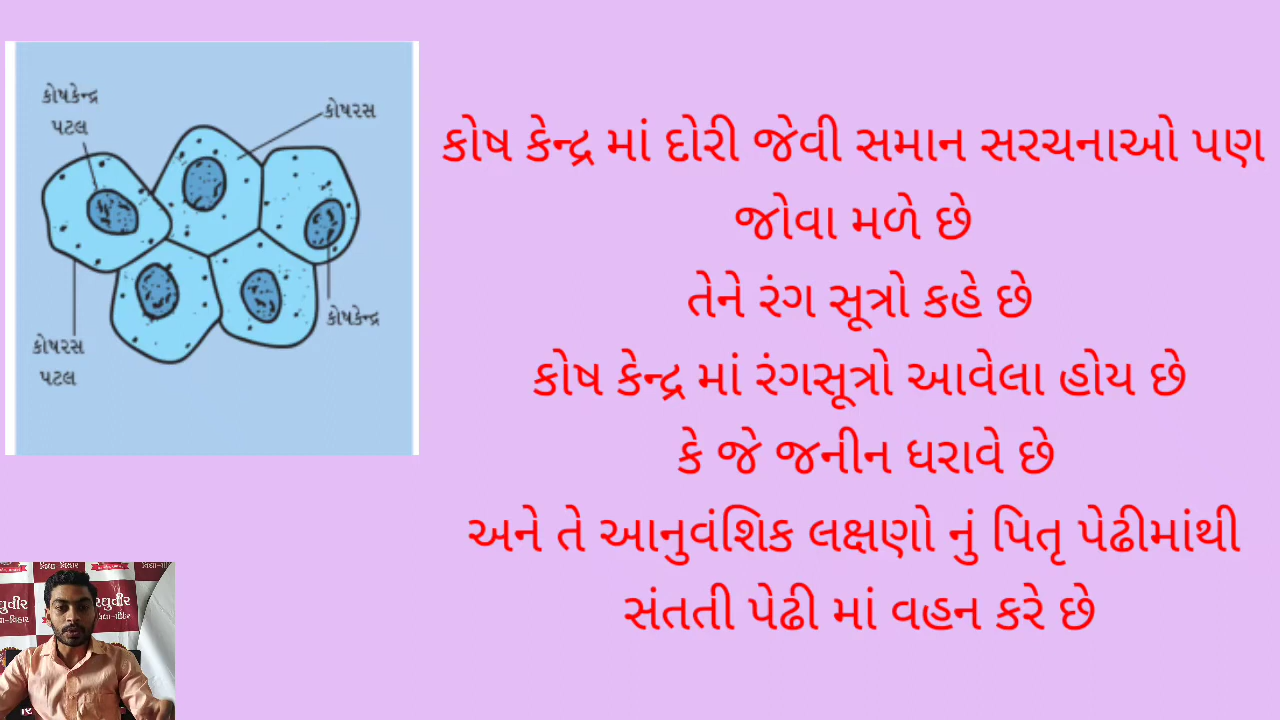 કોષકેન્દ્ર
પટલ
કોષરસ
કોષકેન્દ્ર
કોષરસ
પટલ
કોષ કેન્દ્ર માં દોરી જેવી સમાન સરચનાઓ પણ
જોવા મળે છે
તેને રંગ સૂત્રો કહે છે
કોષ કેન્દ્ર માં રંગસૂત્રો આવેલા હોય છે
કે જે જનીન ધરાવે છે
અને તે આનુવંશિક લક્ષણો નું પિતૃ પેઢીમાંથી
સંતતી પેઢી માં વહન કરે છે